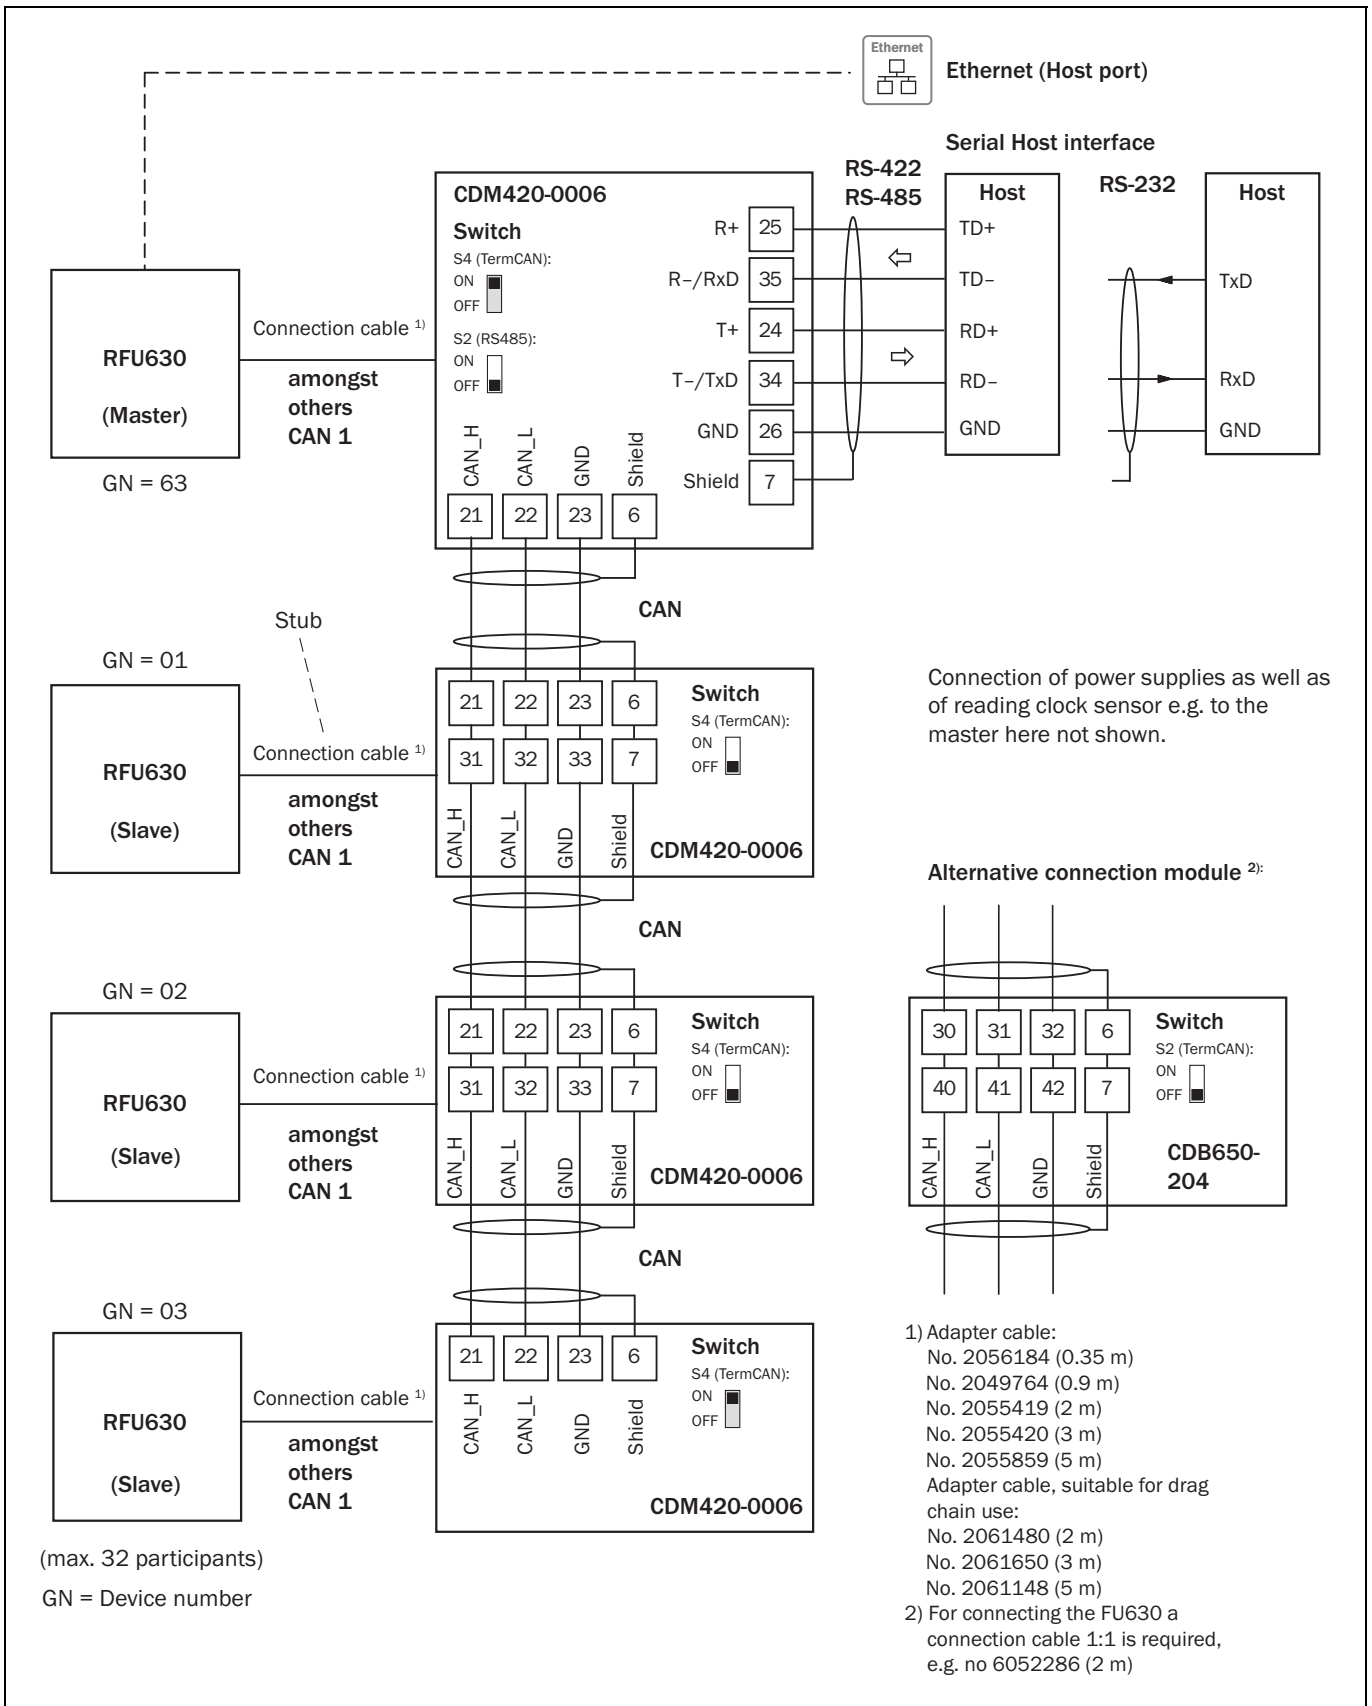 Ethernet
Ethernet (Host port)
Serial Host interface
RS-422
RS-485
RS-232
CDM420-0006
Switch
S4 (TermCAN):
ON
OFF
S2 (RS485):
ON
OFF
R+ 25
R–/RxD 35
T+ 24
T–/TxD 34
GND 26
Shield 7
Host
TD+
TD–
RD+
RD–
GND
Host
TxD
RxD
GND
RFU630
(Master)
GN = 63
Connection cable 1)
amongst
others
CAN 1
CAN_H CAN_L GND Shield
21 22 23 6
CAN
Stub
GN = 01
RFU630
(Slave)
Connection cable 1)
amongst
others
CAN 1
21 22 23 6
31 32 33 7
CAN_H CAN_L GND Shield
Switch
S4 (TermCAN):
ON
OFF
CDM420-0006
CAN
Connection of power supplies as well as
of reading clock sensor e.g. to the
master here not shown.
GN = 02
RFU630
(Slave)
Connection cable 1)
amongst
others
CAN 1
21 22 23 6
31 32 33 7
CAN_H CAN_L GND Shield
Switch
S4 (TermCAN):
ON
OFF
CDM420-0006
CAN
Alternative connection module 2):
30 31 32 6
40 41 42 7
CAN_H CAN_L GND Shield
Switch
S2 (TermCAN):
ON
OFF
CDB650-
204
GN = 03
RFU630
(Slave)
Connection cable 1)
amongst
others
CAN 1
21 22 23 6
CAN_H CAN_L GND Shield
Switch
S4 (TermCAN):
ON
OFF
CDM420-0006
(max. 32 participants)
GN = Device number
1) Adapter cable:
No. 2056184 (0.35 m)
No. 2049764 (0.9 m)
No. 2055419 (2 m)
No. 2055420 (3 m)
No. 2055859 (5 m)
Adapter cable, suitable for drag
chain use:
No. 2061480 (2 m)
No. 2061650 (3 m)
No. 2061148 (5 m)
2) For connecting the FU630 a
connection cable 1:1 is required,
e.g. no 6052286 (2 m)